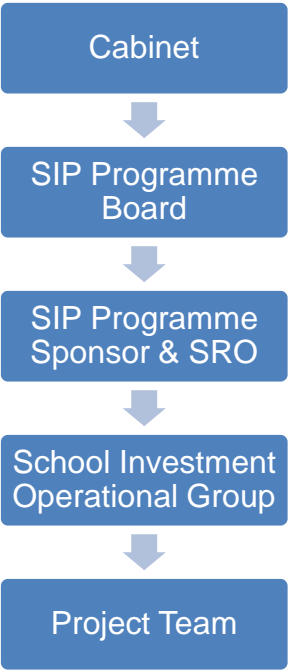 Cabinet
SIP Programme
Board
SIP Programme
Sponsor & SRO
School Investment
Operational Group
Project Team